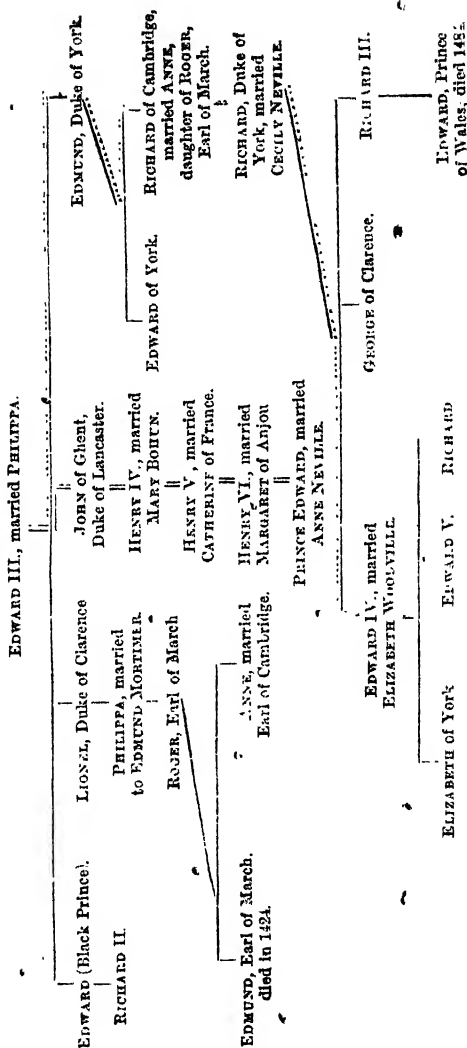 EDWARD III., married PHILIPPA.
EDWARD (Black Prince).
RICHARD II.
LIONEL, Duke of Clarence
PHILIPPA, married
to EDMUND MORTIMER.
ROGER, Earl of March
EDMUND, Earl of March.
died in 1424.
ANNE, married
Earl of Cambridge.
JOHN of Ghent,
Duke of Lancaster.
HENRY IV., married
MARY BOHUN.
HENRY V., married
CATHERINE of France.
HENRY VI., married
MARGARET of Anjou
PRINCE EDWARD, married
ANNE NEVILLE.
EDMUND, Duke of York.
EDWARD of York.
RICHARD of Cambridge,
married ANNE,
daughter of ROGER,
Earl of March.
RICHARD, Duke of
York, married
CECILY NEVILLE.
EDWARD IV., married
ELIZABETH WOODVILLE.
GEORGE of Clarence.
RICHARD III.
ELIZABETH of York
EDWARD V.
RICHARD
EDWARD, Prince
of Wales, died 1484.